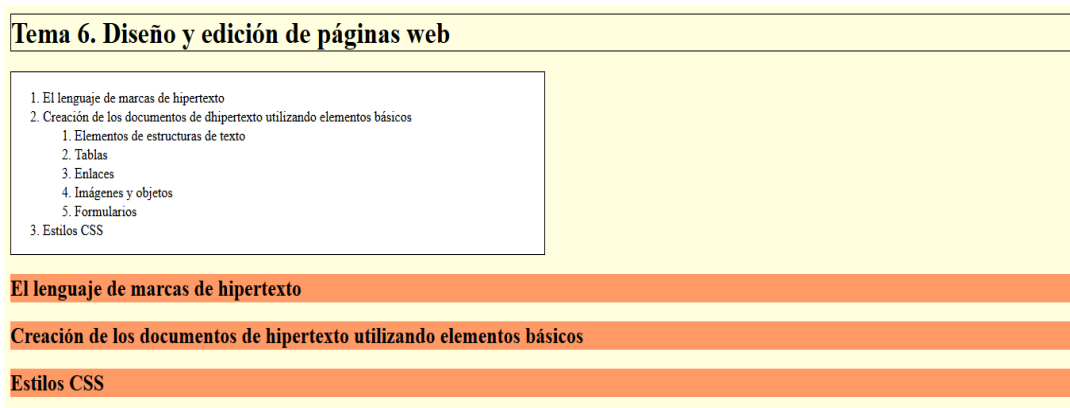 Tema 6. Diseño y edición de páginas web
1. El lenguaje de marcas de hipertexto
2. Creación de los documentos de dhipertexto utilizando elementos básicos
1. Elementos de estructuras de texto
2. Tablas
3. Enlaces
4. Imágenes y objetos
5. Formularios
3. Estilos CSS
El lenguaje de marcas de hipertexto
Creación de los documentos de hipertexto utilizando elementos básicos
Estilos CSS